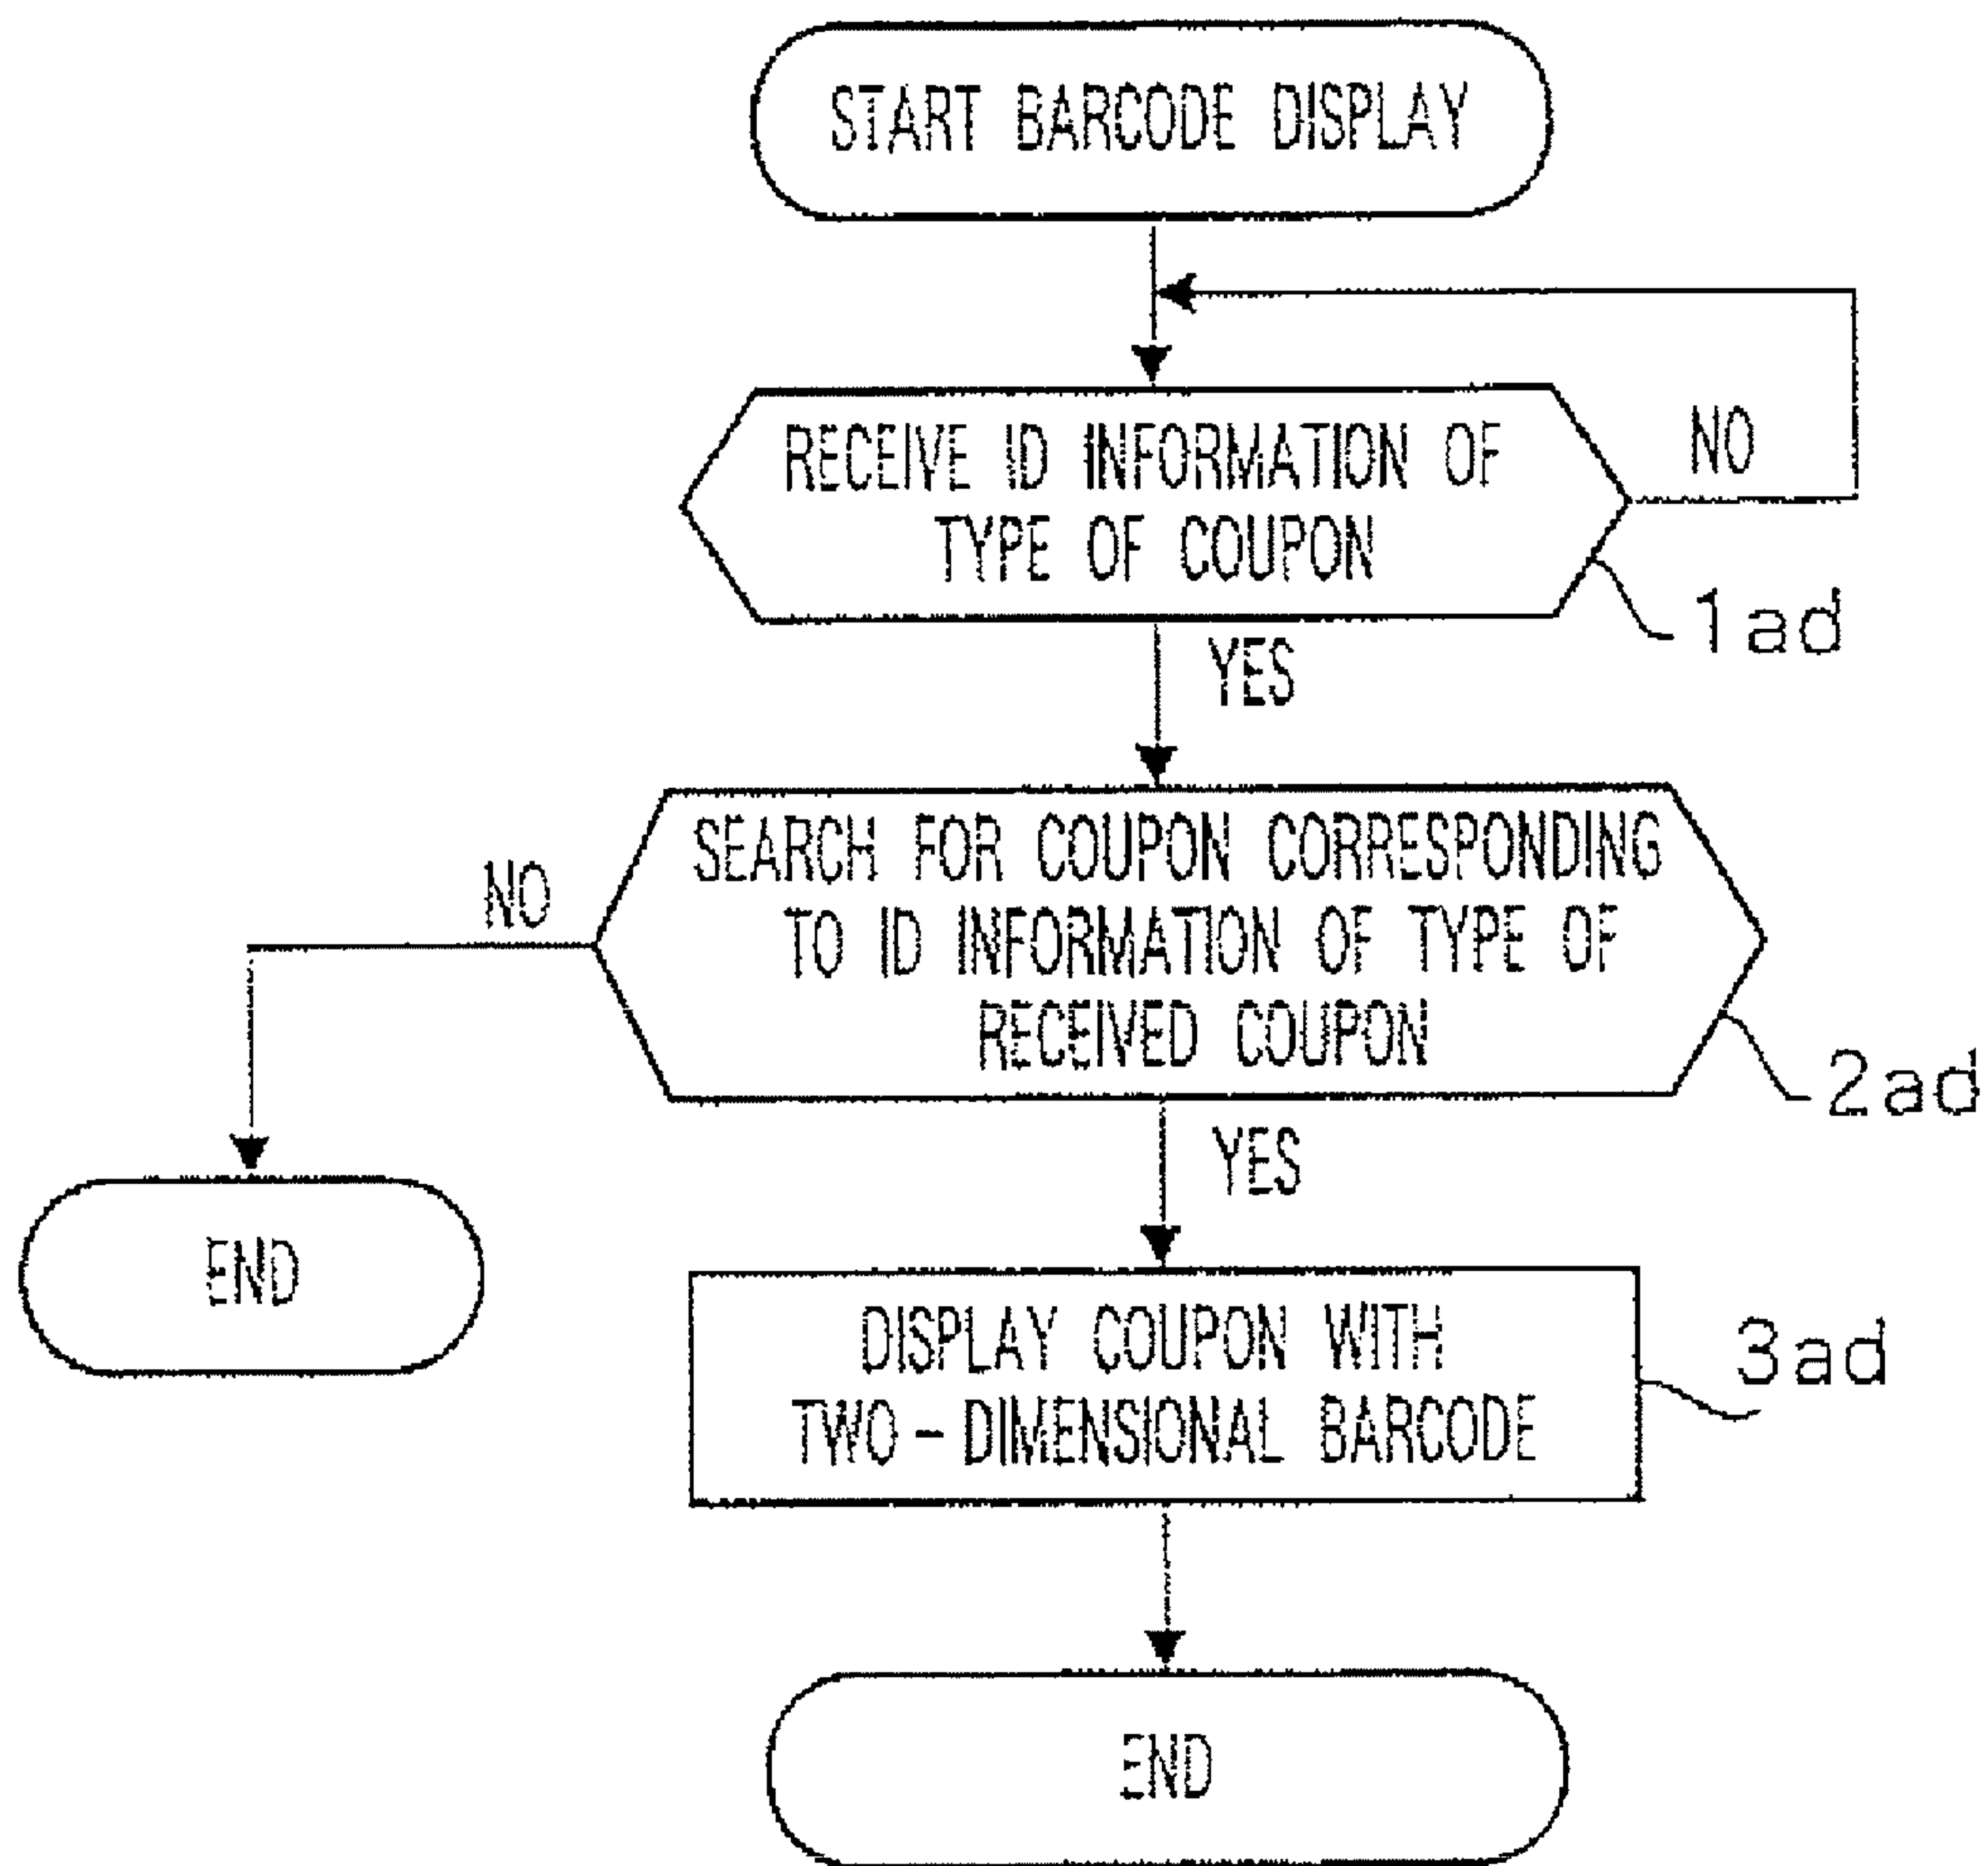 START BARCODE DISPLAY
RECEIVE ID INFORMATION OF
TYPE OF COUPON
NO
1ad
YES
SEARCH FOR COUPON CORRESPONDING
TO ID INFORMATION OF TYPE OF
RECEIVED COUPON
NO
2ad
YES
END
DISPLAY COUPON WITH
TWO-DIMENSIONAL BARCODE
3ad
END